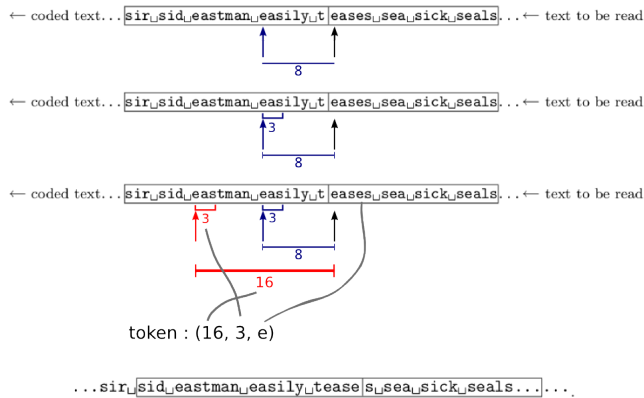 ← coded text...sir␣sid␣eastman␣easily␣t eases␣sea␣sick␣seals...← text to be read
8
← coded text...sir␣sid␣eastman␣easily␣t eases␣sea␣sick␣seals...← text to be read
3
8
← coded text...sir␣sid␣eastman␣easily␣t eases␣sea␣sick␣seals...← text to be read
3 3
8
16
token : (16, 3, e)
...sir␣sid␣eastman␣easily␣tease s␣sea␣sick␣seals......